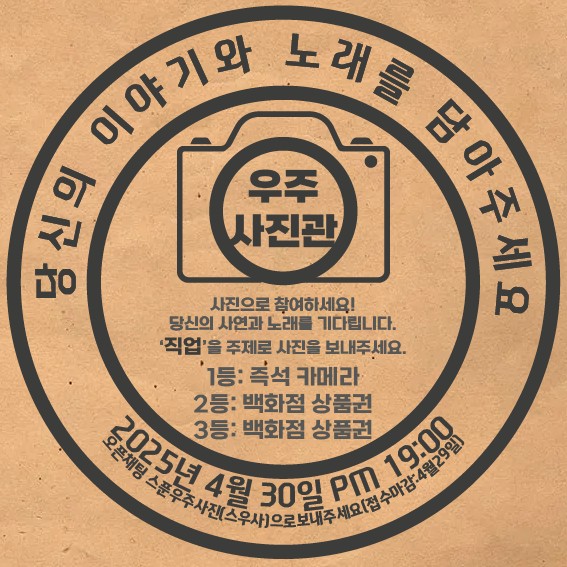 당신의 이야기와 노래를 담아주세요
우주
사진관
사진으로 참여하세요!
당신의 사연과 노래를 기다립니다.
'직업'을 주제로 사진을 보내주세요.
1등: 즉석 카메라
2등: 백화점 상품권
3등: 백화점 상품권
2025년 4월 30일 PM 19:00
오픈채팅 스푼우주사진(스우사)으로보내주세요(접수마감:4월29일)